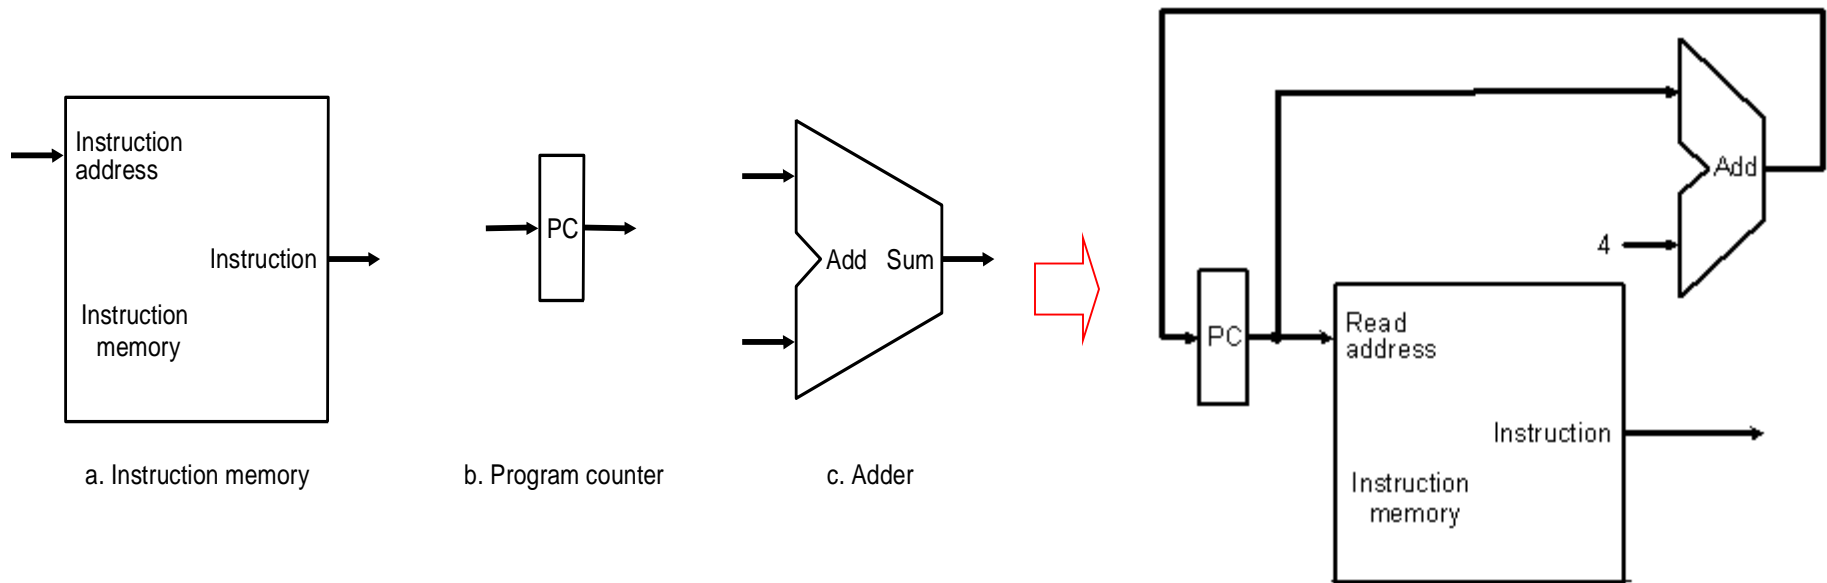 Instruction
address
Instruction
Instruction
memory
a. Instruction memory
PC
b. Program counter
Add Sum
c. Adder
Add
4
PC
Read
address
Instruction
Instruction
memory